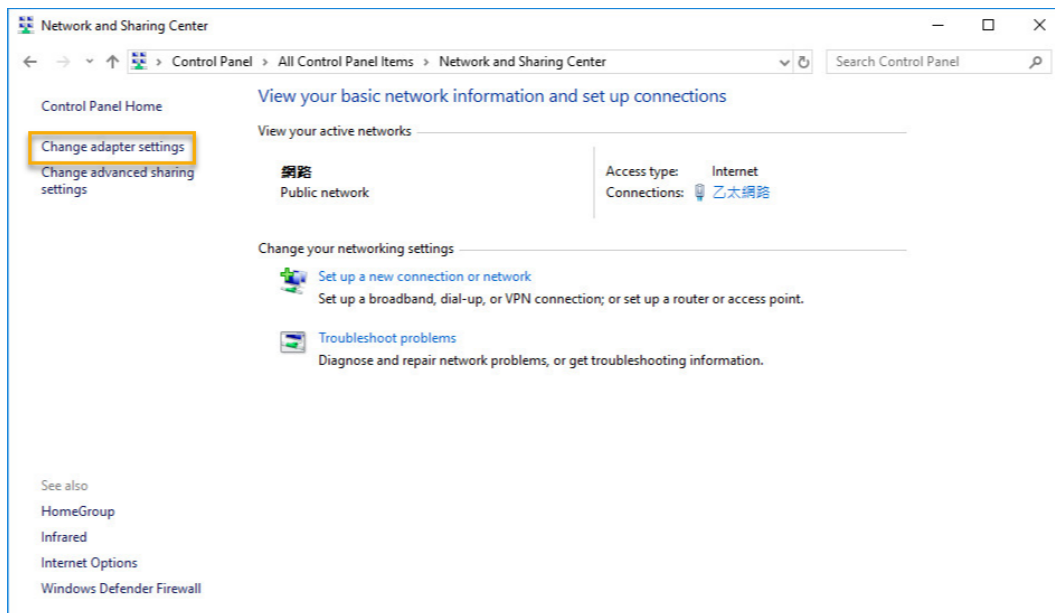 Network and Sharing Center
Control Panel > All Control Panel Items > Network and Sharing Center
Search Control Panel
Control Panel Home
Change adapter settings
Change advanced sharing
settings
View your basic network information and set up connections
View your active networks
網路
Public network
Access type: Internet
Connections: 乙太網路
Change your networking settings
Set up a new connection or network
Set up a broadband, dial-up, or VPN connection; or set up a router or access point.
Troubleshoot problems
Diagnose and repair network problems, or get troubleshooting information.
See also
HomeGroup
Infrared
Internet Options
Windows Defender Firewall